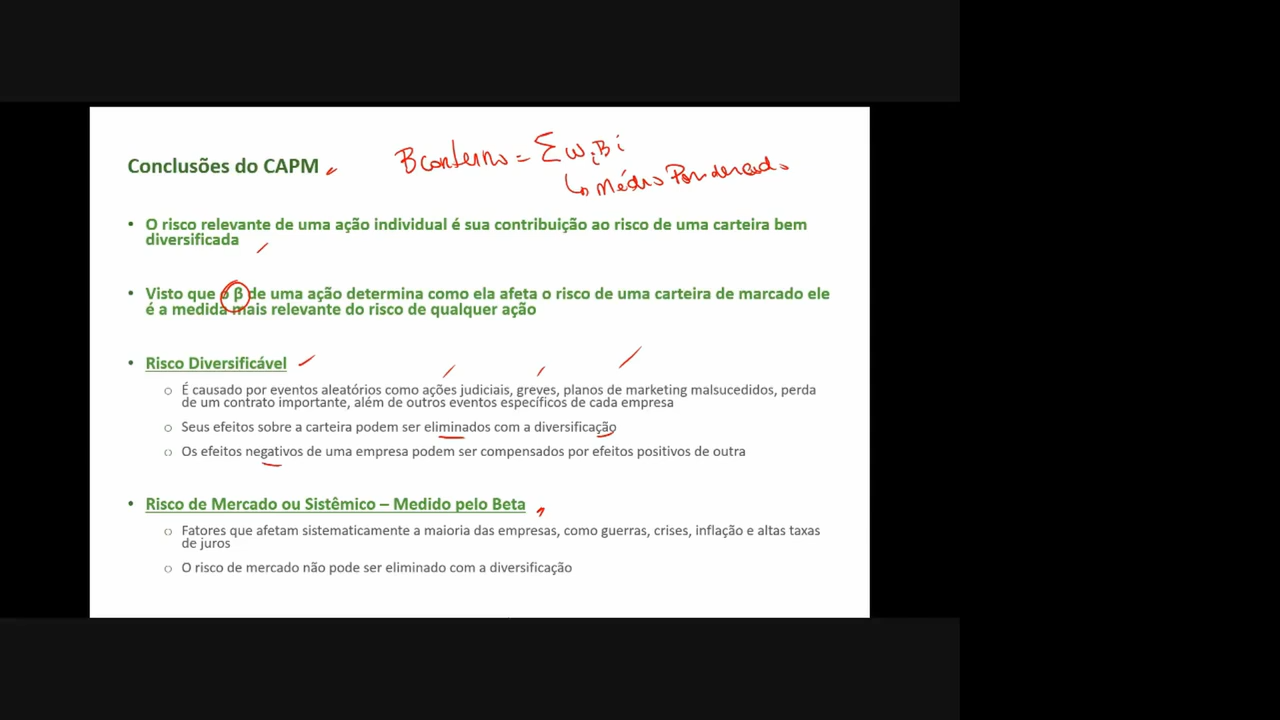 Conclusões do CAPM
B carteira = Σ wi Bi
↳ Média Ponderada
• O risco relevante de uma ação individual é sua contribuição ao risco de uma carteira bem
diversificada
• Visto que o β de uma ação determina como ela afeta o risco de uma carteira de marcado ele
é a medida mais relevante do risco de qualquer ação
• Risco Diversificável
○ É causado por eventos aleatórios como ações judiciais, greves, planos de marketing malsucedidos, perda
de um contrato importante, além de outros eventos específicos de cada empresa
○ Seus efeitos sobre a carteira podem ser eliminados com a diversificação
○ Os efeitos negativos de uma empresa podem ser compensados por efeitos positivos de outra
• Risco de Mercado ou Sistêmico – Medido pelo Beta
○ Fatores que afetam sistematicamente a maioria das empresas, como guerras, crises, inflação e altas taxas
de juros
○ O risco de mercado não pode ser eliminado com a diversificação